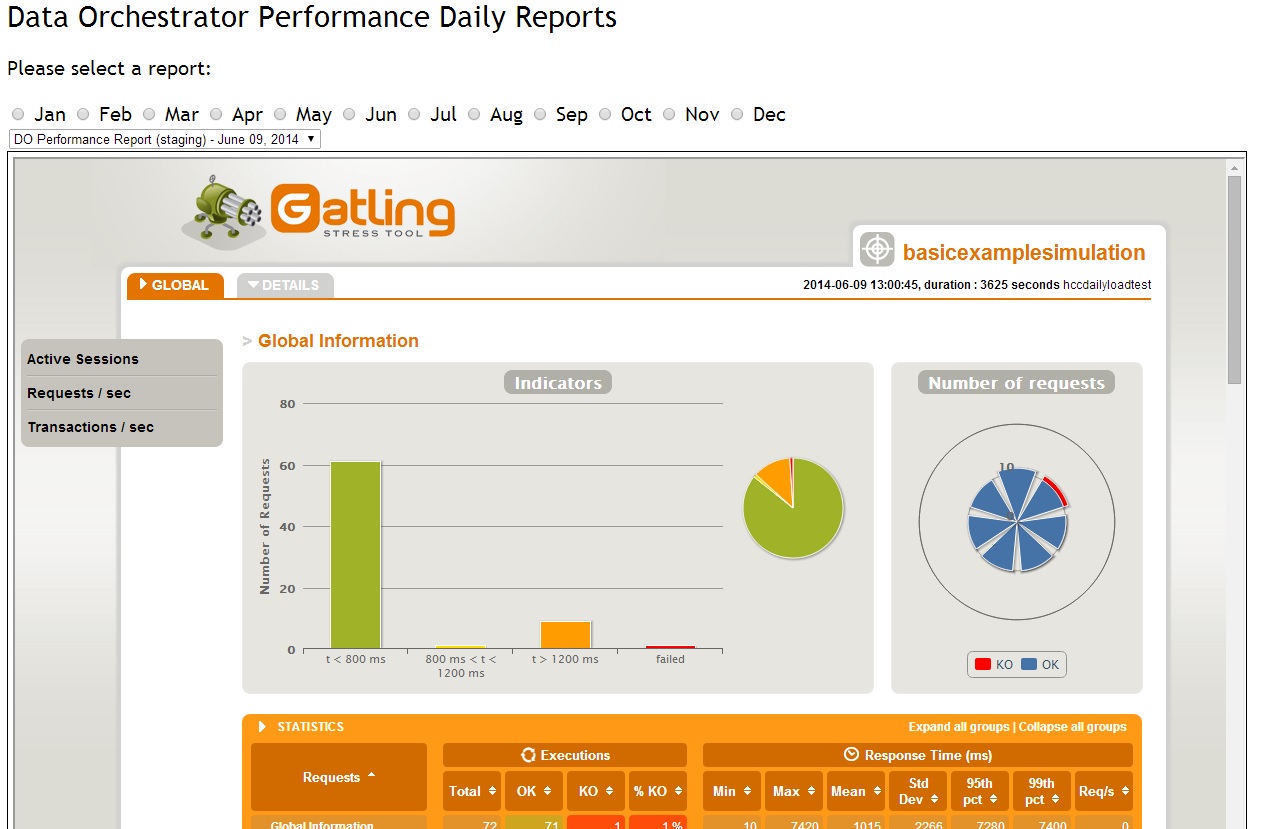 Data Orchestrator Performance Daily Reports
Please select a report:
Jan Feb Mar Apr May Jun Jul Aug Sep Oct Nov Dec
DO Performance Report (staging) - June 09, 2014
Gatling
STRESS TOOL
basicexamplesimulation
GLOBAL DETAILS
2014-06-09 13:00:45, duration : 3625 seconds hccdailyloadtest
> Global Information
Active Sessions
Requests / sec
Transactions / sec
Indicators
Number of Requests
80
60
40
20
0
t < 800 ms
800 ms < t <
1200 ms
t > 1200 ms
failed
Number of requests
10
KO OK
STATISTICS
Expand all groups | Collapse all groups
Requests
Executions
Response Time (ms)
Total OK KO % KO Min Max Mean Std Dev 95th pct 99th pct Req/s
Global Information 72 71 1 1 % 10 7420 1015 2266 7280 7400 0